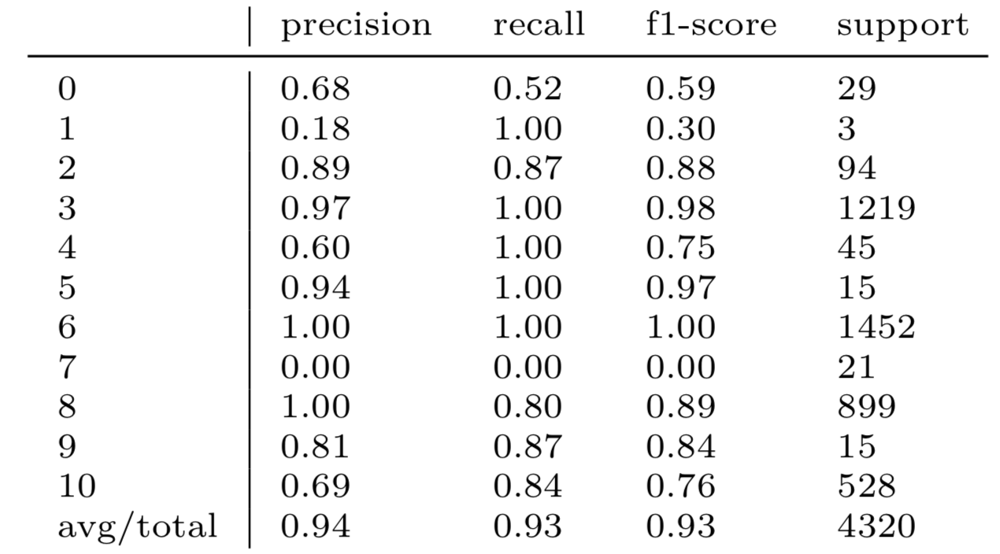 precision recall f1-score support
0 0.68 0.52 0.59 29
1 0.18 1.00 0.30 3
2 0.89 0.87 0.88 94
3 0.97 1.00 0.98 1219
4 0.60 1.00 0.75 45
5 0.94 1.00 0.97 15
6 1.00 1.00 1.00 1452
7 0.00 0.00 0.00 21
8 1.00 0.80 0.89 899
9 0.81 0.87 0.84 15
10 0.69 0.84 0.76 528
avg/total 0.94 0.93 0.93 4320